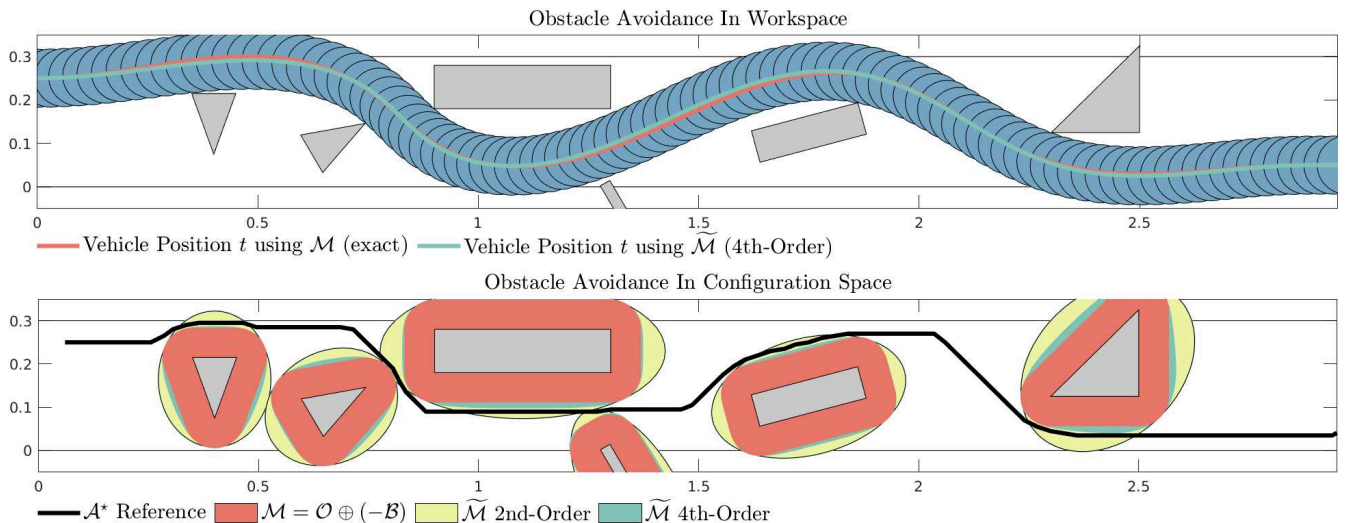 Obstacle Avoidance In Workspace
0.3
0.2
0.1
0
0 0.5 1 1.5 2 2.5
Vehicle Position t using ℳ (exact) Vehicle Position t using ℳ̃ (4th-Order)
Obstacle Avoidance In Configuration Space
0.3
0.2
0.1
0
0 0.5 1 1.5 2 2.5
𝒜⋆ Reference ℳ = 𝒪 ⊕ (−ℬ) ℳ̃ 2nd-Order ℳ̃ 4th-Order